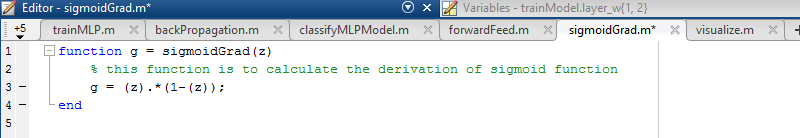 Editor - sigmoidGrad.m*
Variables - trainModel.layer_w{1, 2}
+5 trainMLP.m backPropagation.m classifyMLPModel.m forwardFeed.m sigmoidGrad.m* visualize.m
1 function g = sigmoidGrad(z)
2 % this function is to calculate the derivation of sigmoid function
3 – g = (z).*(1-(z));
4 – end